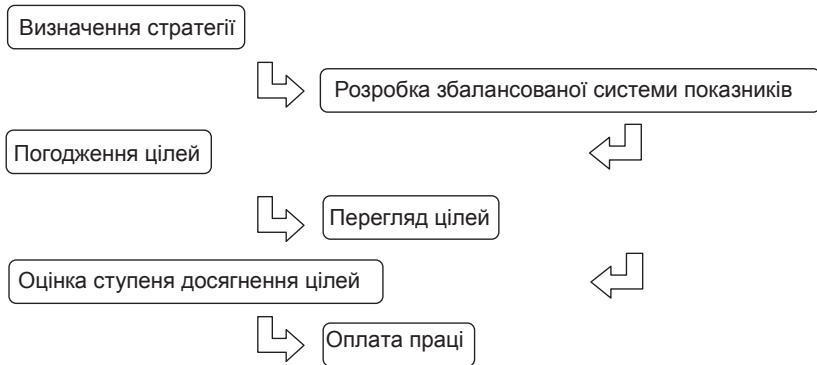 Визначення стратегії
Розробка збалансованої системи показників
Погодження цілей
Перегляд цілей
Оцінка ступеня досягнення цілей
Оплата праці